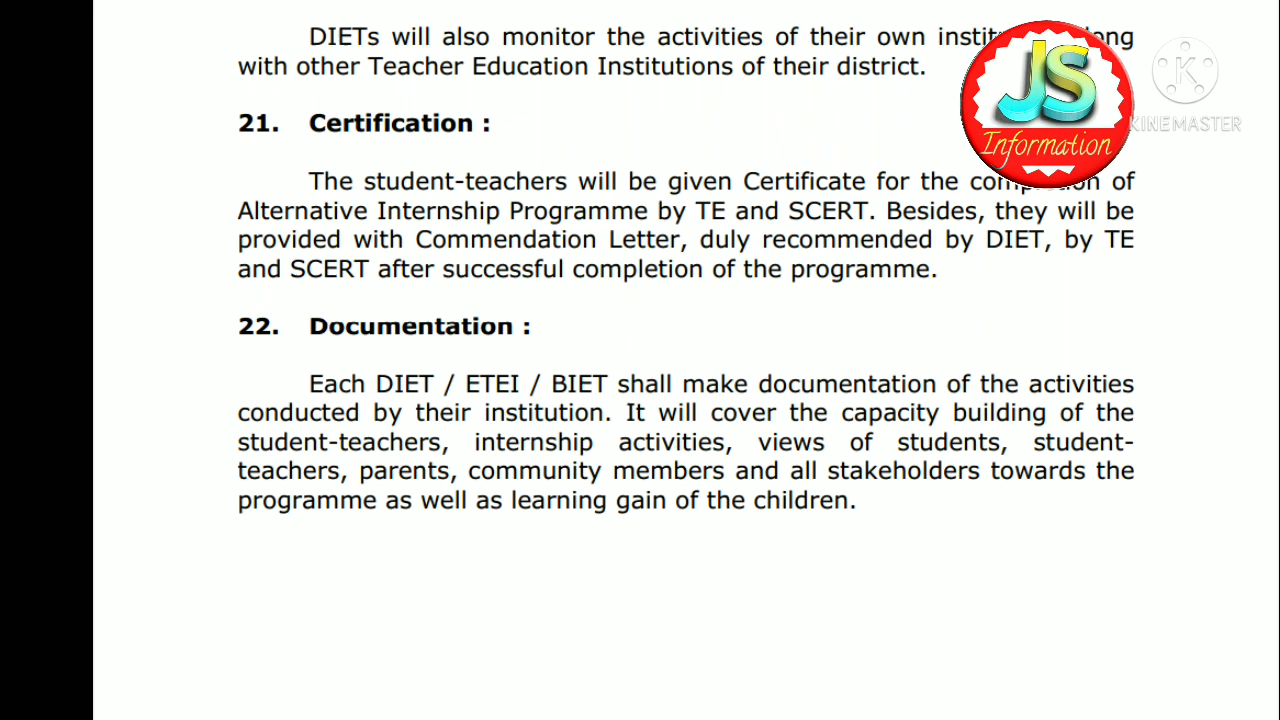 DIETs will also monitor the activities of their own
with other Teacher Education Institutions of their district.
21. Certification :
The student-teachers will be given Certificate for the completion of
Alternative Internship Programme by TE and SCERT. Besides, they will be
provided with Commendation Letter, duly recommended by DIET, by TE
and SCERT after successful completion of the programme.
22. Documentation :
Each DIET / ETEI / BIET shall make documentation of the activities
conducted by their institution. It will cover the capacity building of the
student-teachers, internship activities, views of students, student-
teachers, parents, community members and all stakeholders towards the
programme as well as learning gain of the children.
JS
Information
K
KINEMASTER